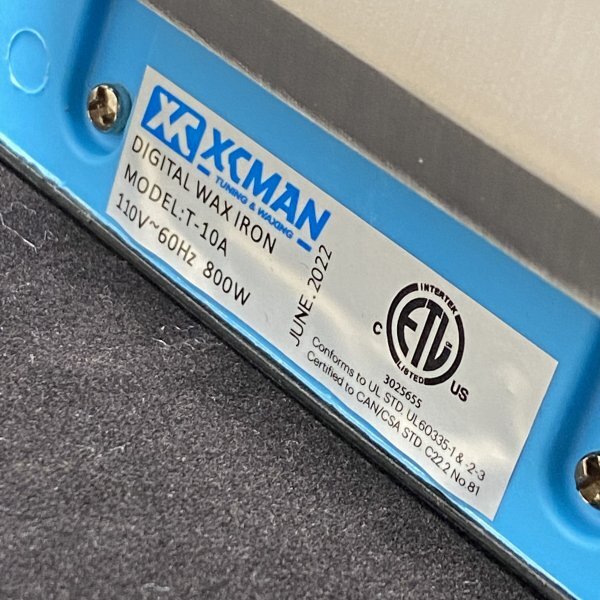 XCMAN
TUNING & WAXING
DIGITAL WAX IRON
MODEL:T-10A
110V~60Hz 800W
JUNE. 2022
INTERTEK
C ETL US
LISTED
3025655
Conforms to UL STD. UL60335-1 & -2-3
Certified to CAN/CSA STD. C22.2 No.81